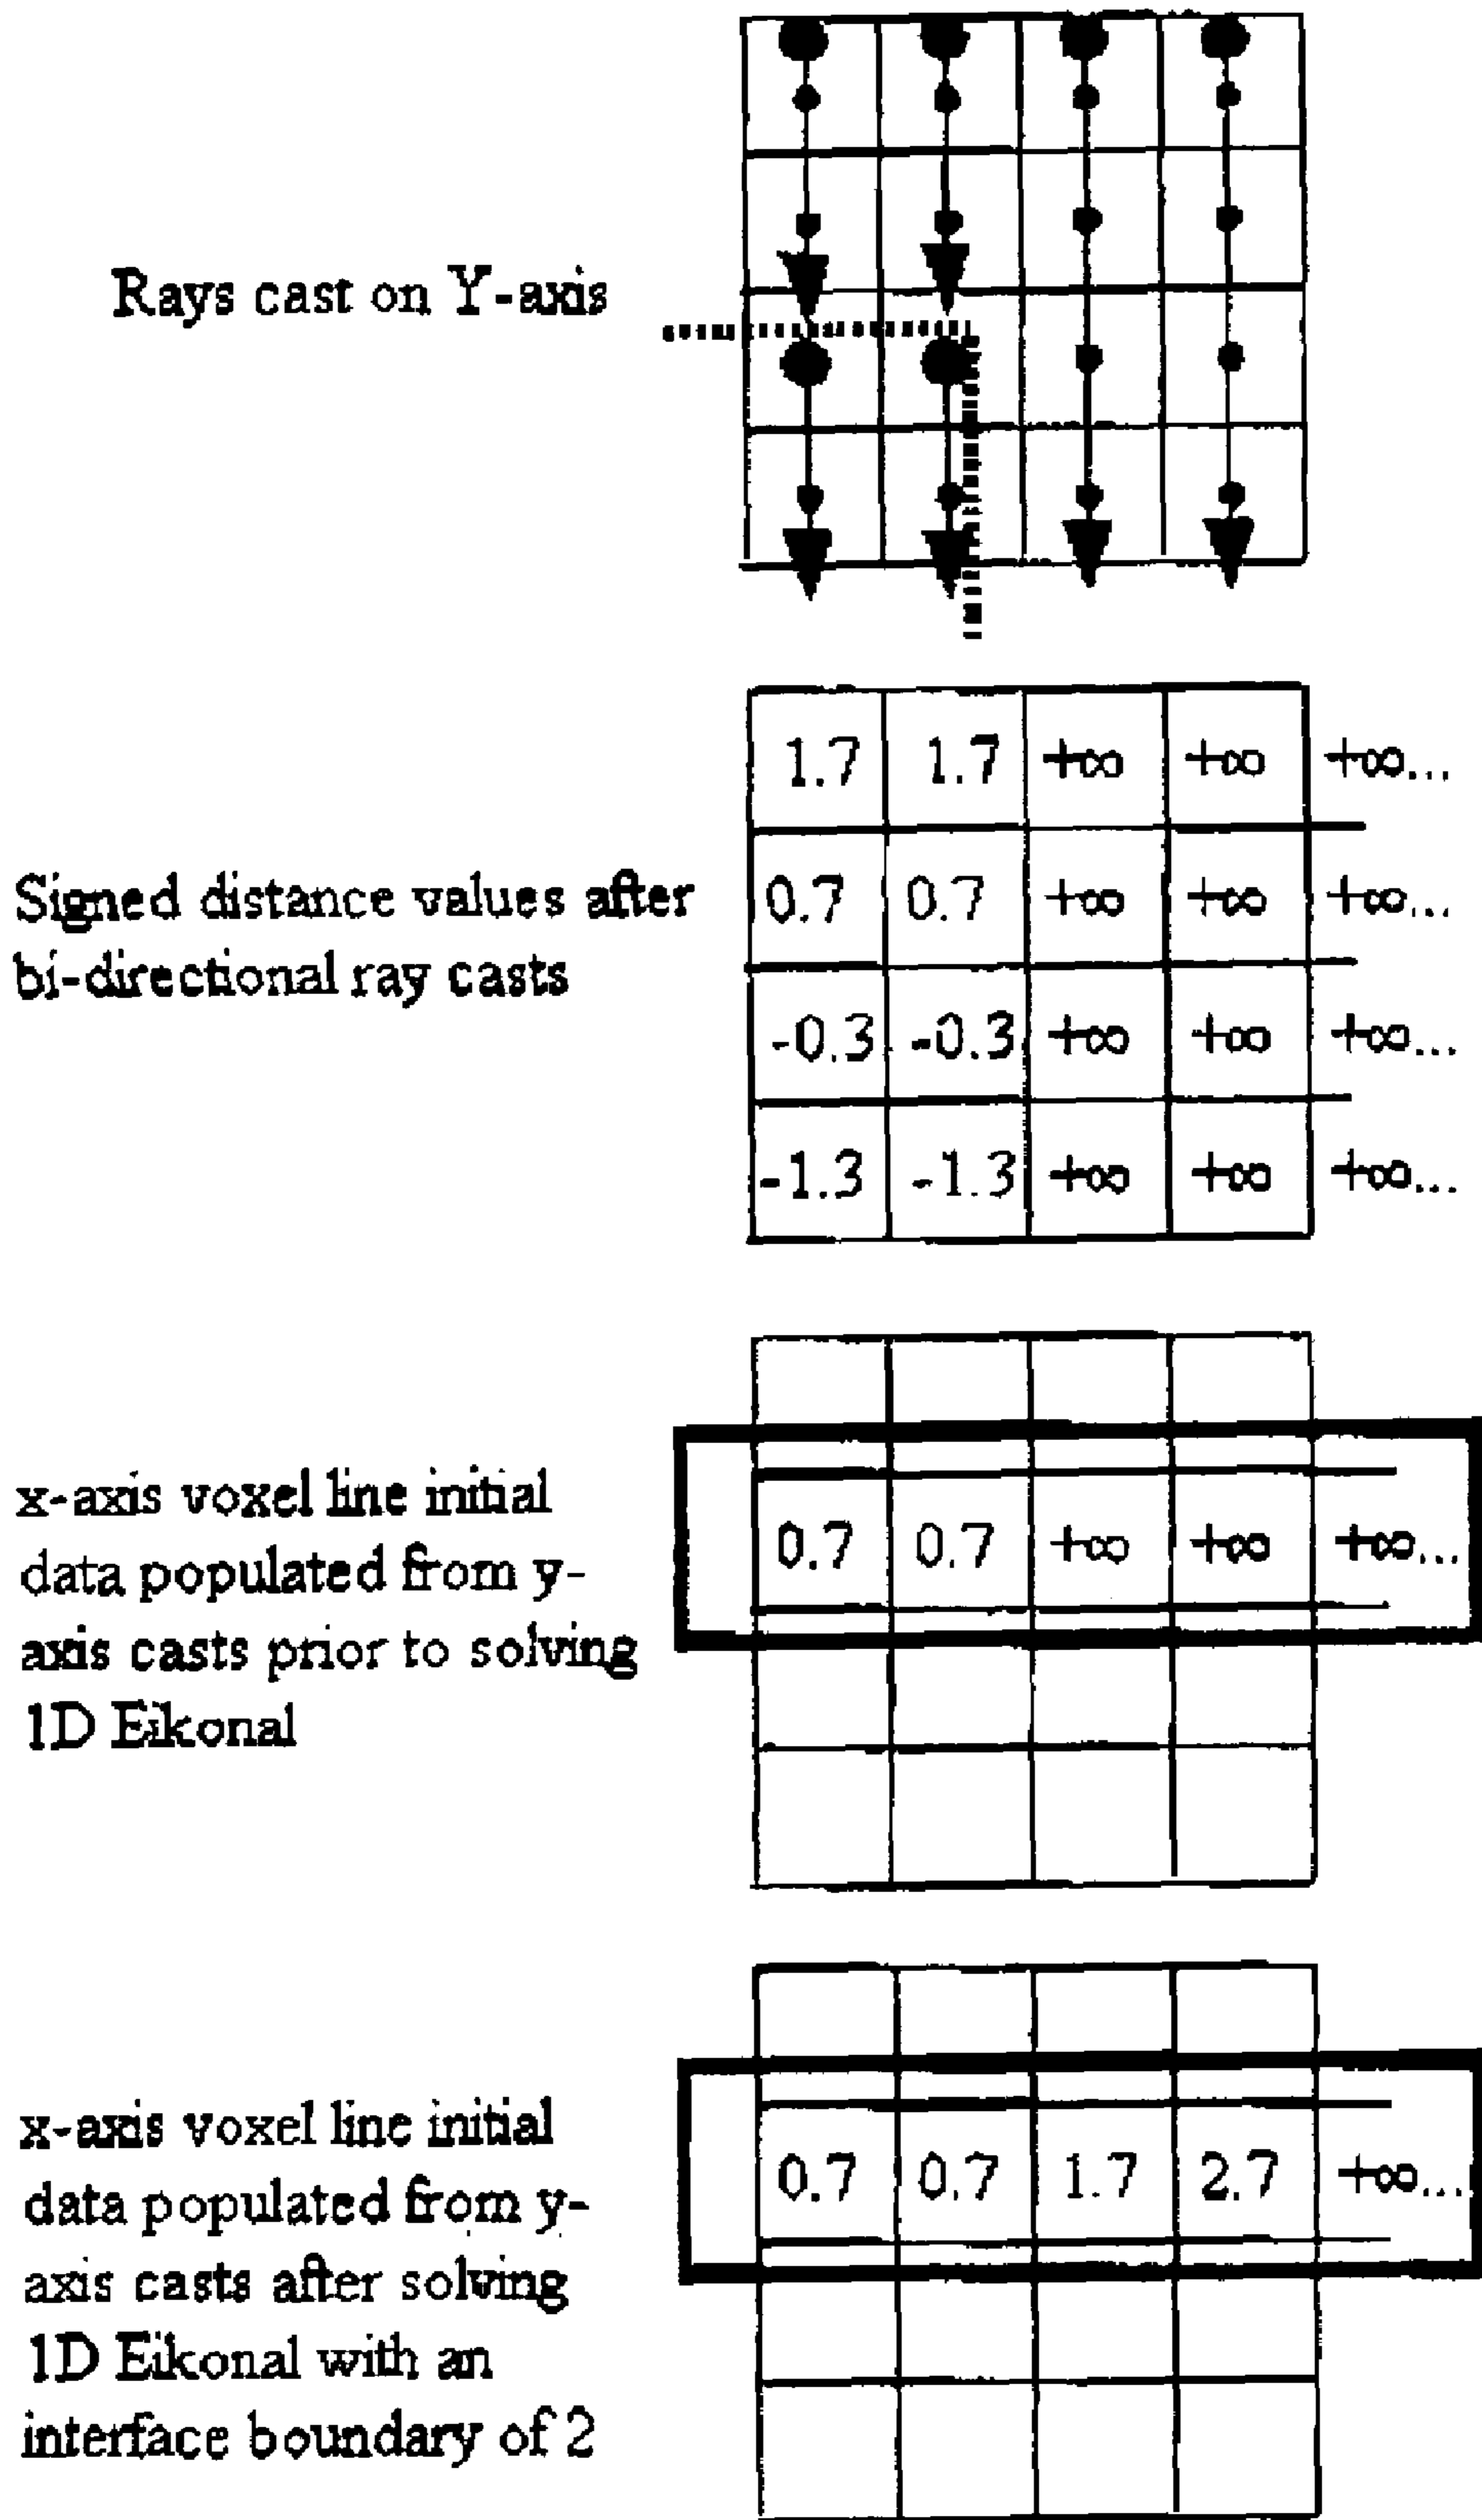 Rays cast on Y-axis
1.7 1.7 +∞ +∞ +∞...
Signed distance values after
bi-directional ray casts
0.7 0.7 +∞ +∞ +∞...
-0.3 -0.3 +∞ +∞ +∞...
-1.3 -1.3 +∞ +∞ +∞...
x-axis voxel line initial
data populated from y-
axis casts prior to solving
1D Eikonal
0.7 0.7 +∞ +∞ +∞...
x-axis voxel line initial
data populated from y-
axis casts after solving
1D Eikonal with an
interface boundary of 2
0.7 0.7 1.7 2.7 +∞...